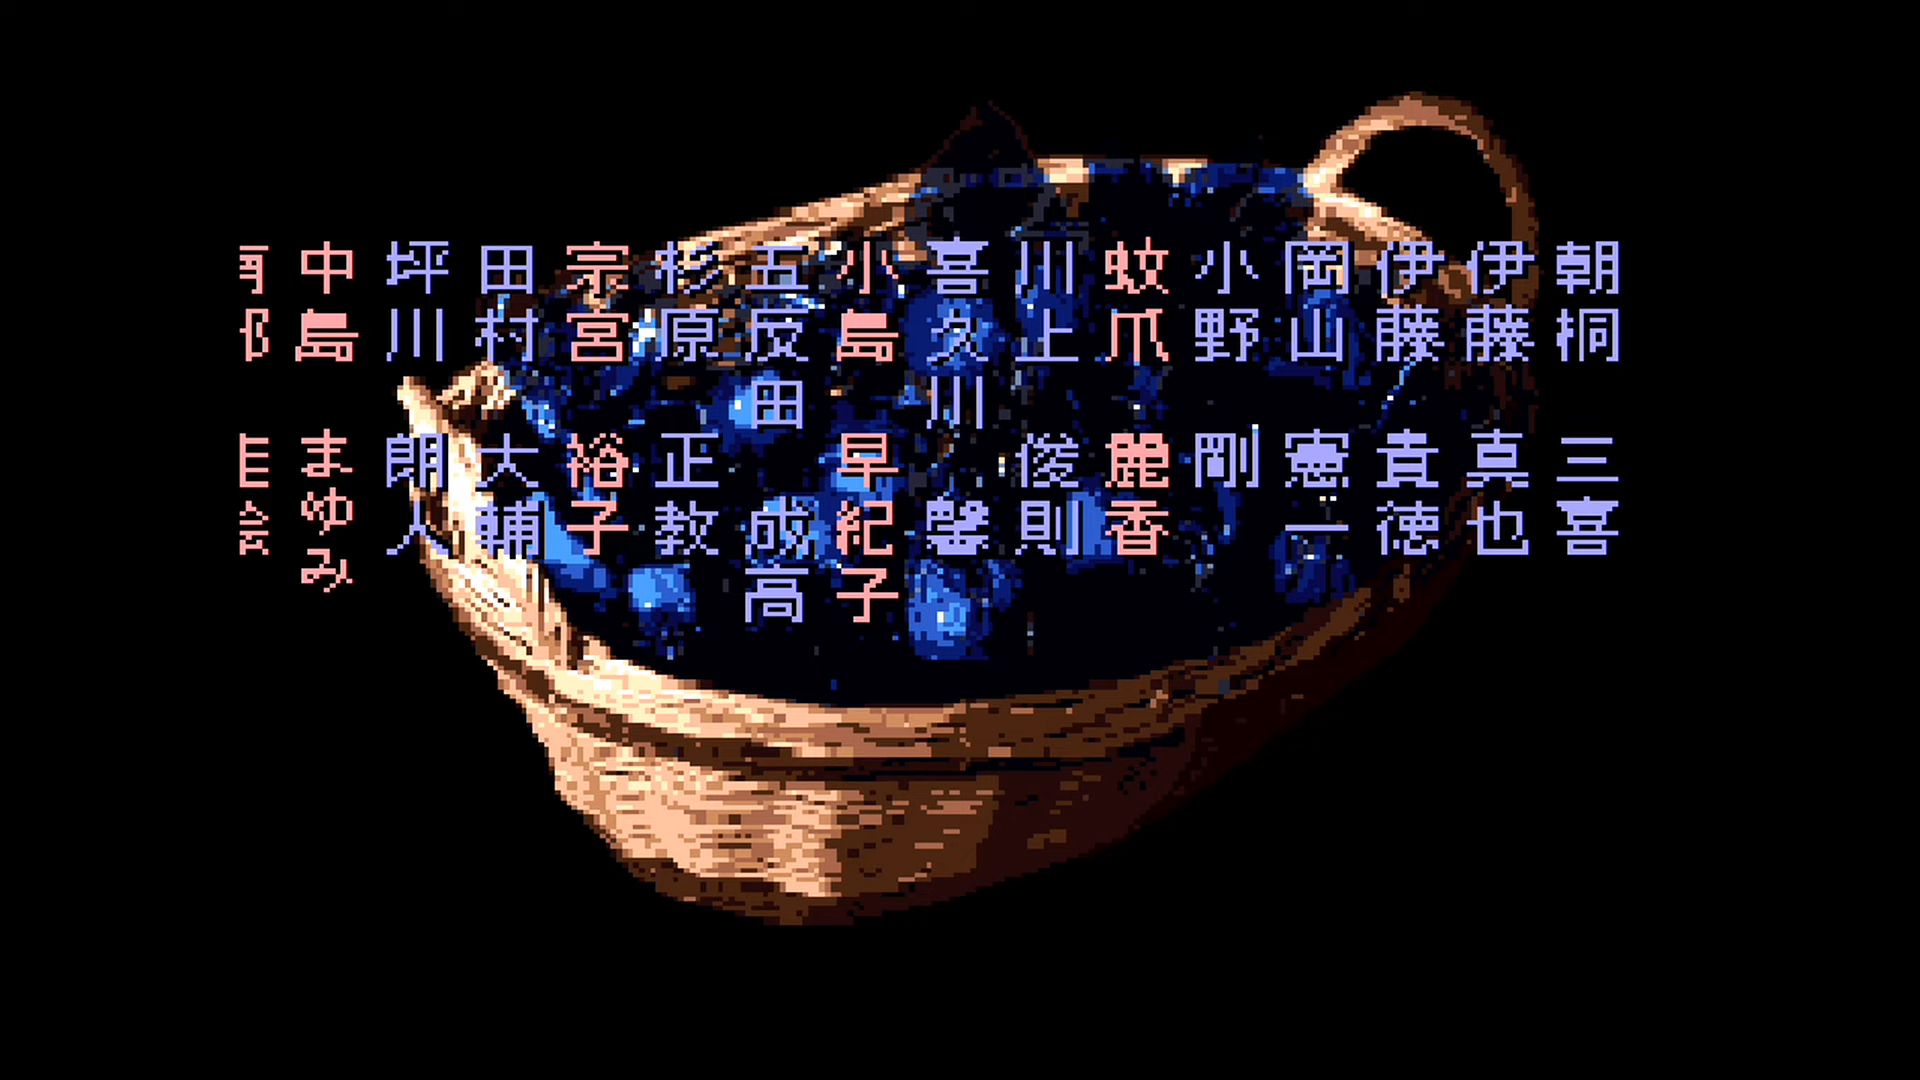 朝桐三喜
伊藤真也
伊藤貴徳
岡山憲一
小野剛
蚊爪麗香
川上俊則
喜久川馨
小島早紀子
五反田成高
杉原正教
宗宮裕子
田村大輔
坪川朗人
中島まゆみ